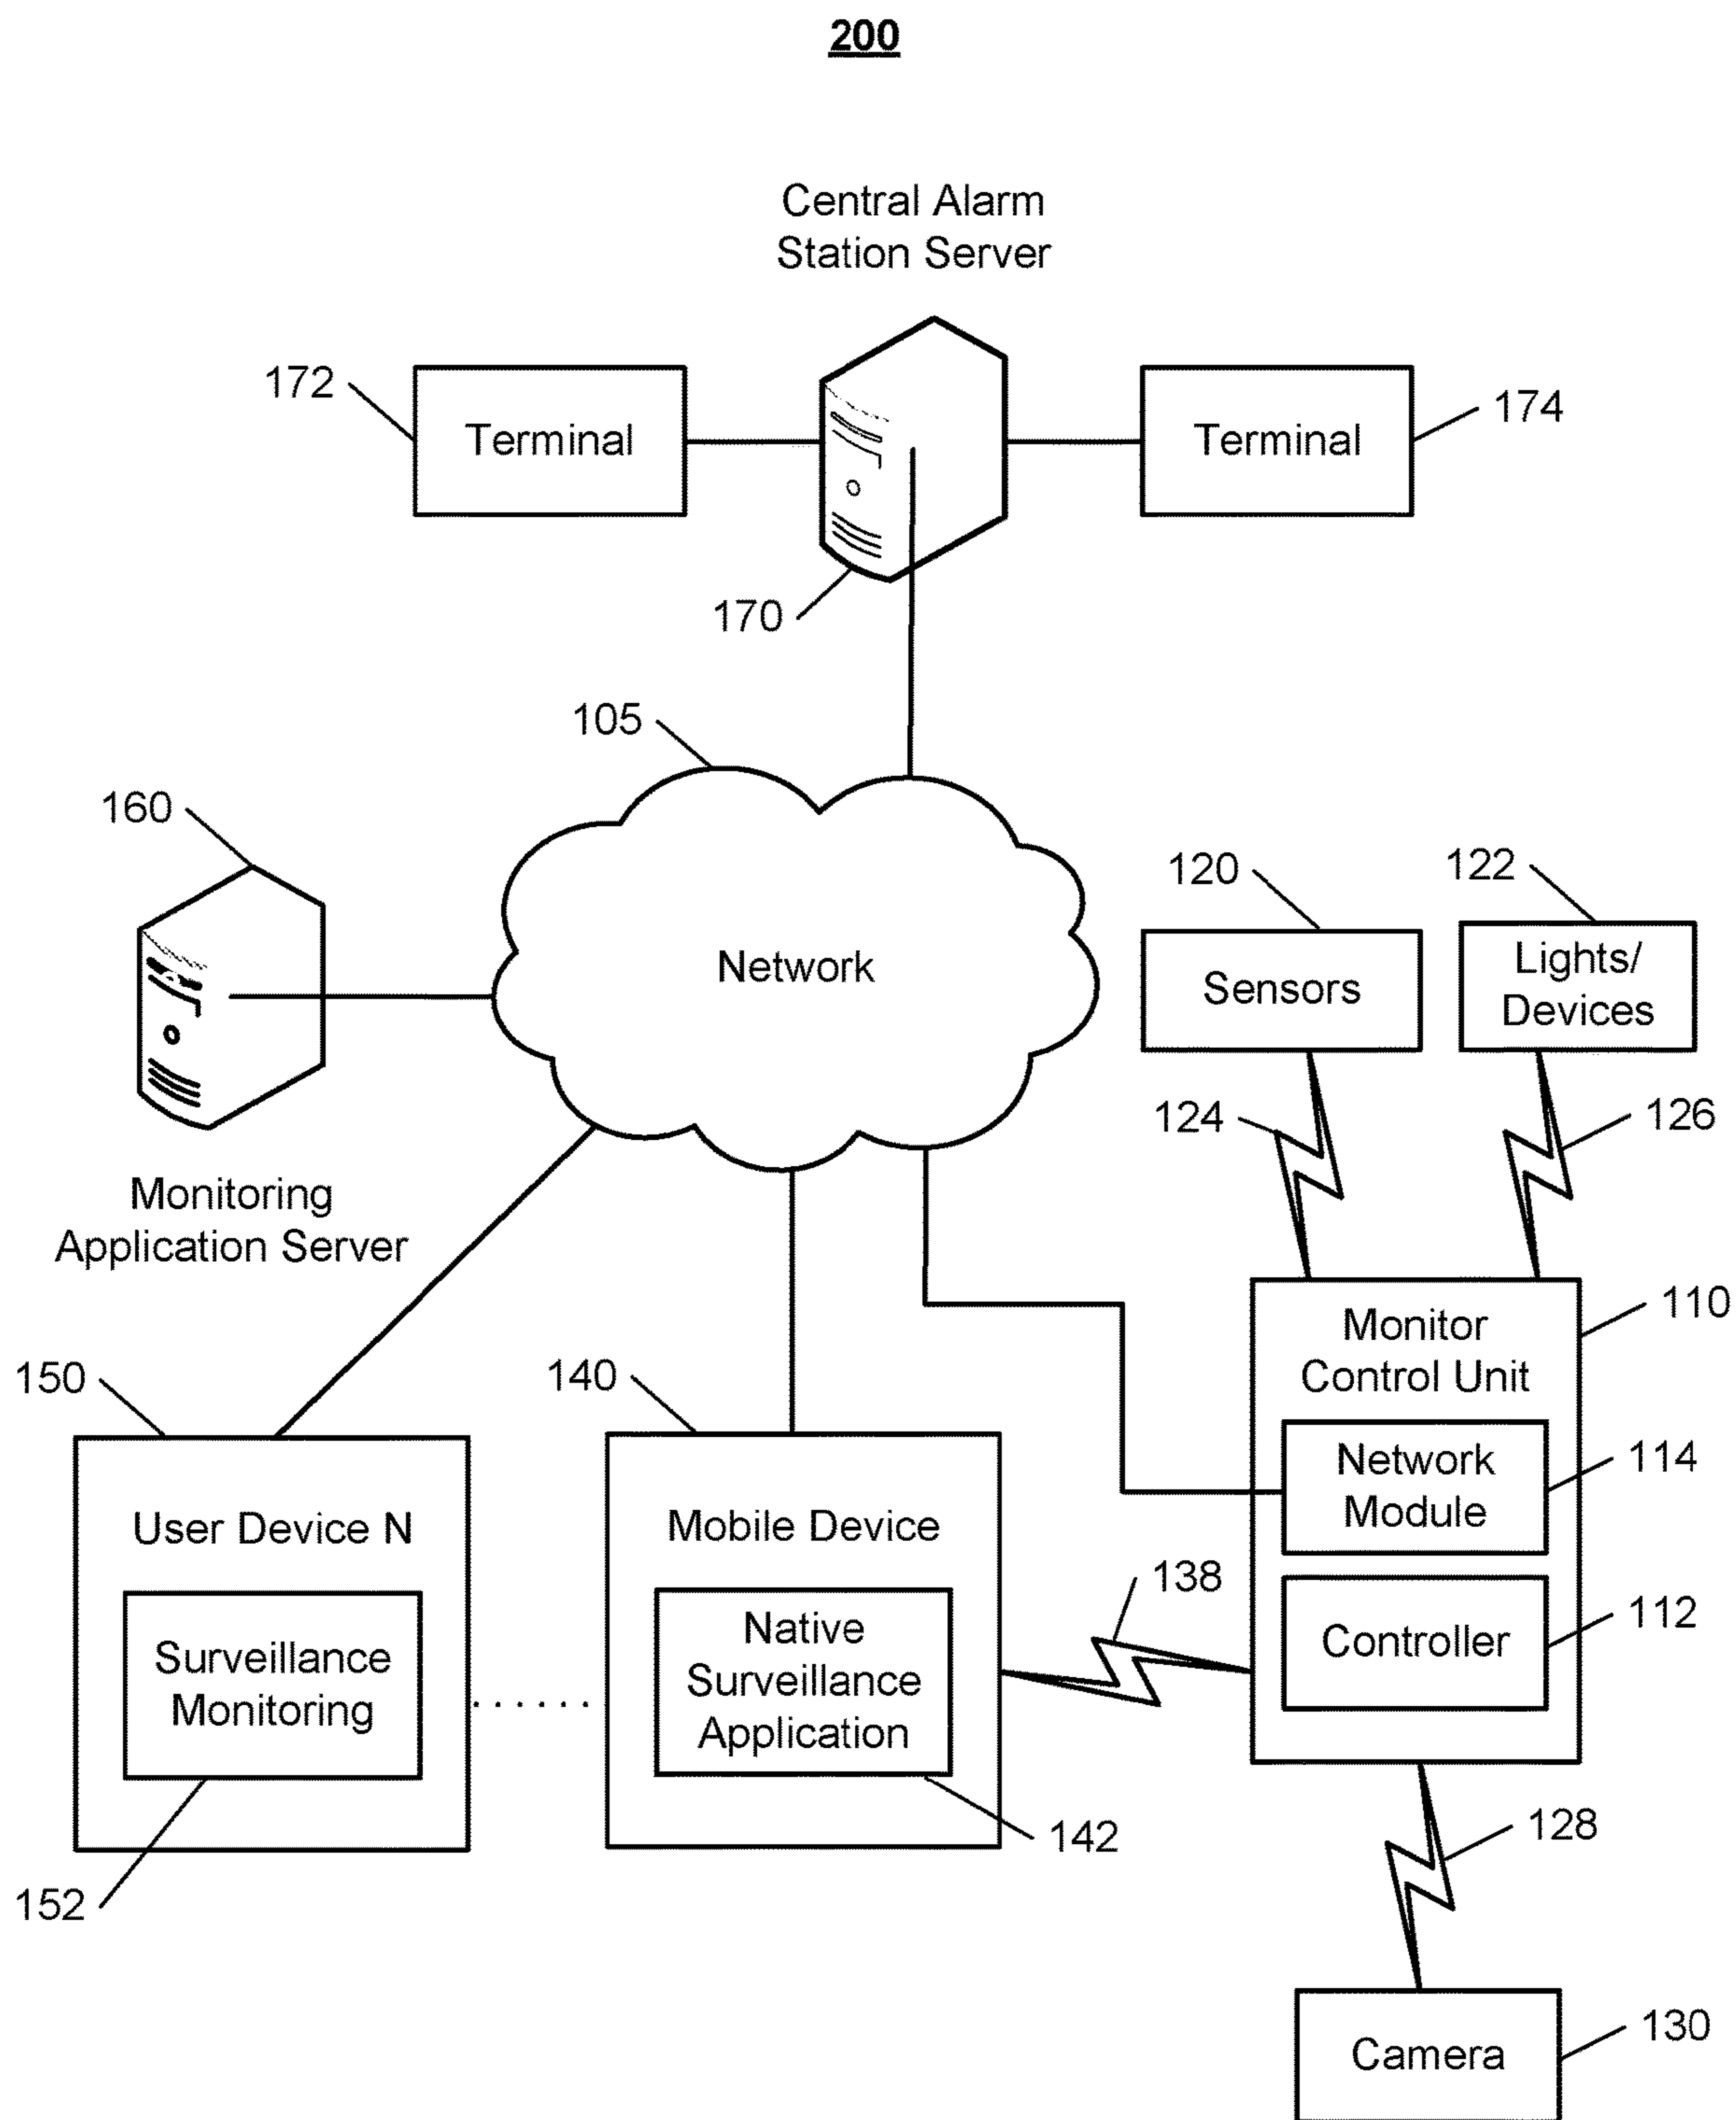 200
Central Alarm
Station Server
172
Terminal
Terminal
174
170
105
160
Network
120
122
Sensors
Lights/
Devices
124
126
Monitoring
Application Server
110
Monitor
Control Unit
150
140
Network
Module
114
User Device N
Mobile Device
138
112
Controller
Surveillance
Monitoring
Native
Surveillance
Application
142
128
152
Camera
130